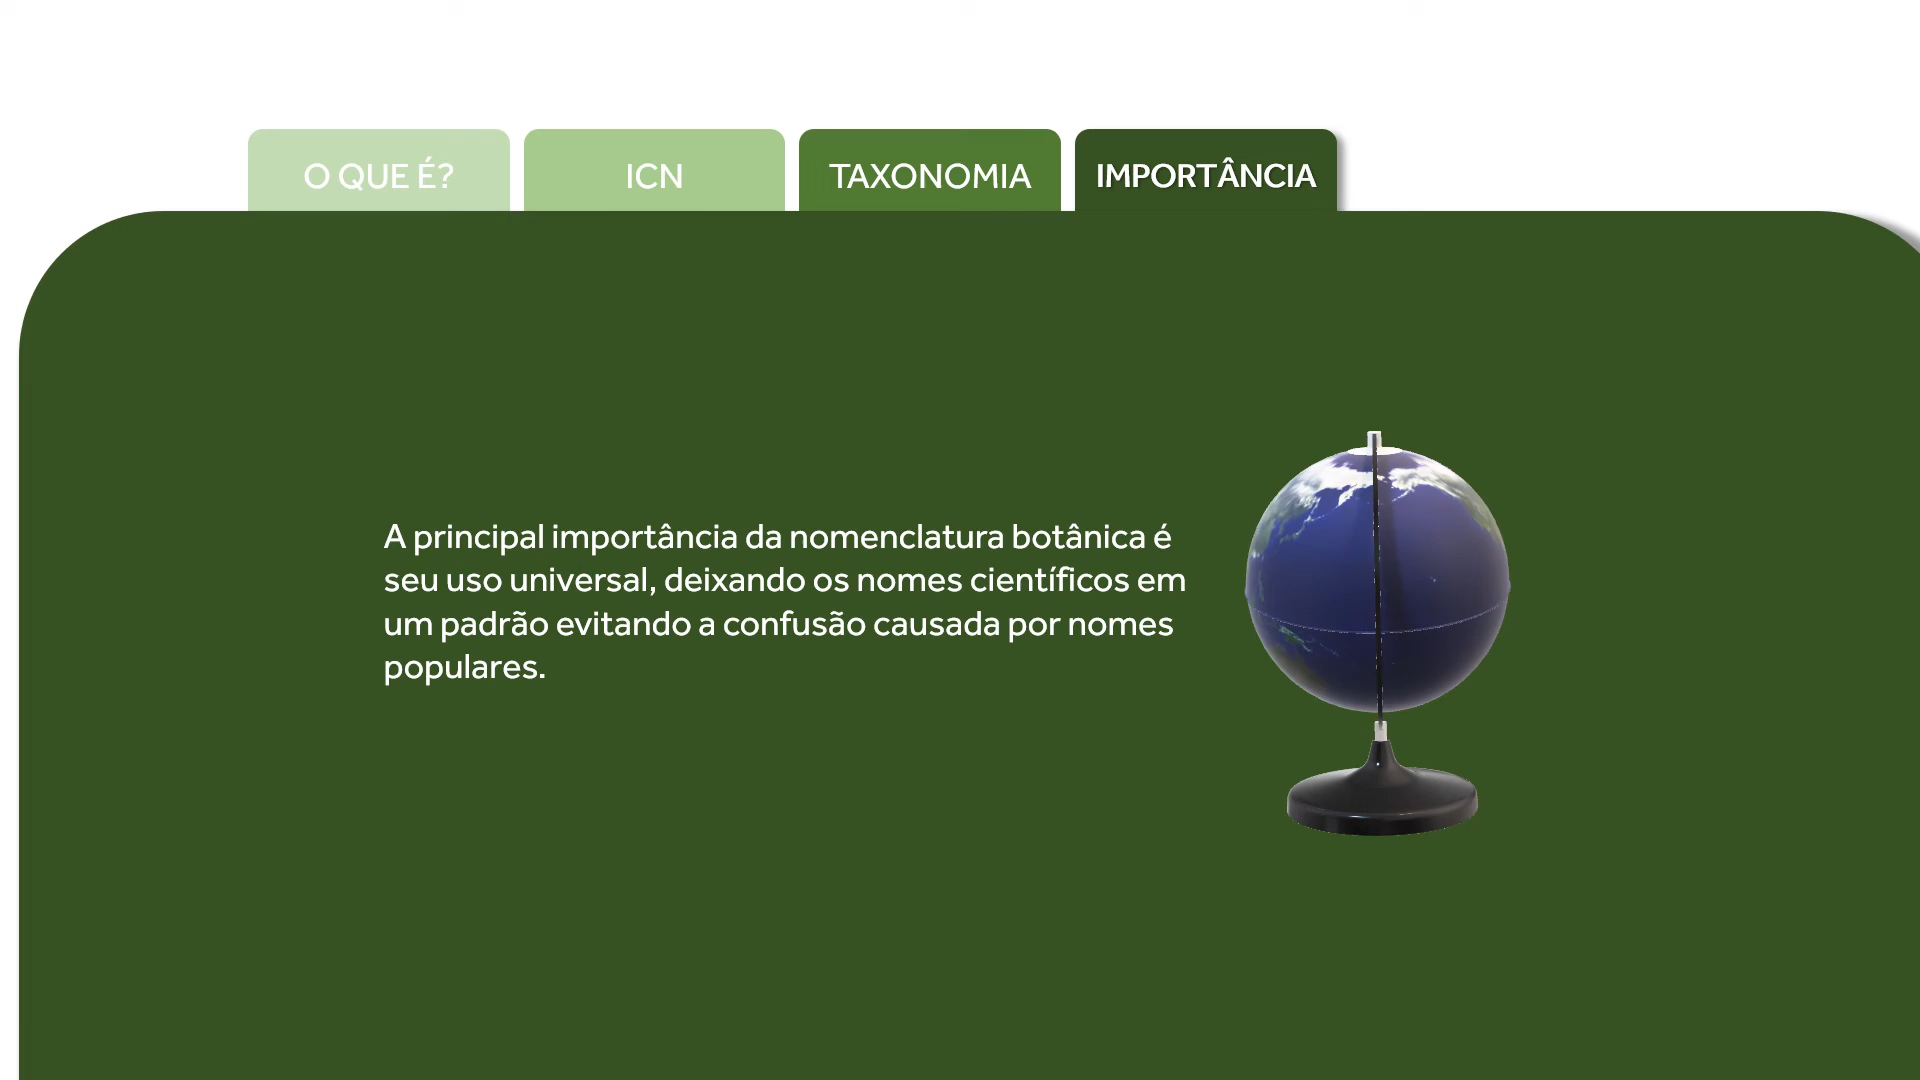 O QUE É?
ICN
TAXONOMIA
IMPORTÂNCIA
A principal importância da nomenclatura botânica é
seu uso universal, deixando os nomes científicos em
um padrão evitando a confusão causada por nomes
populares.